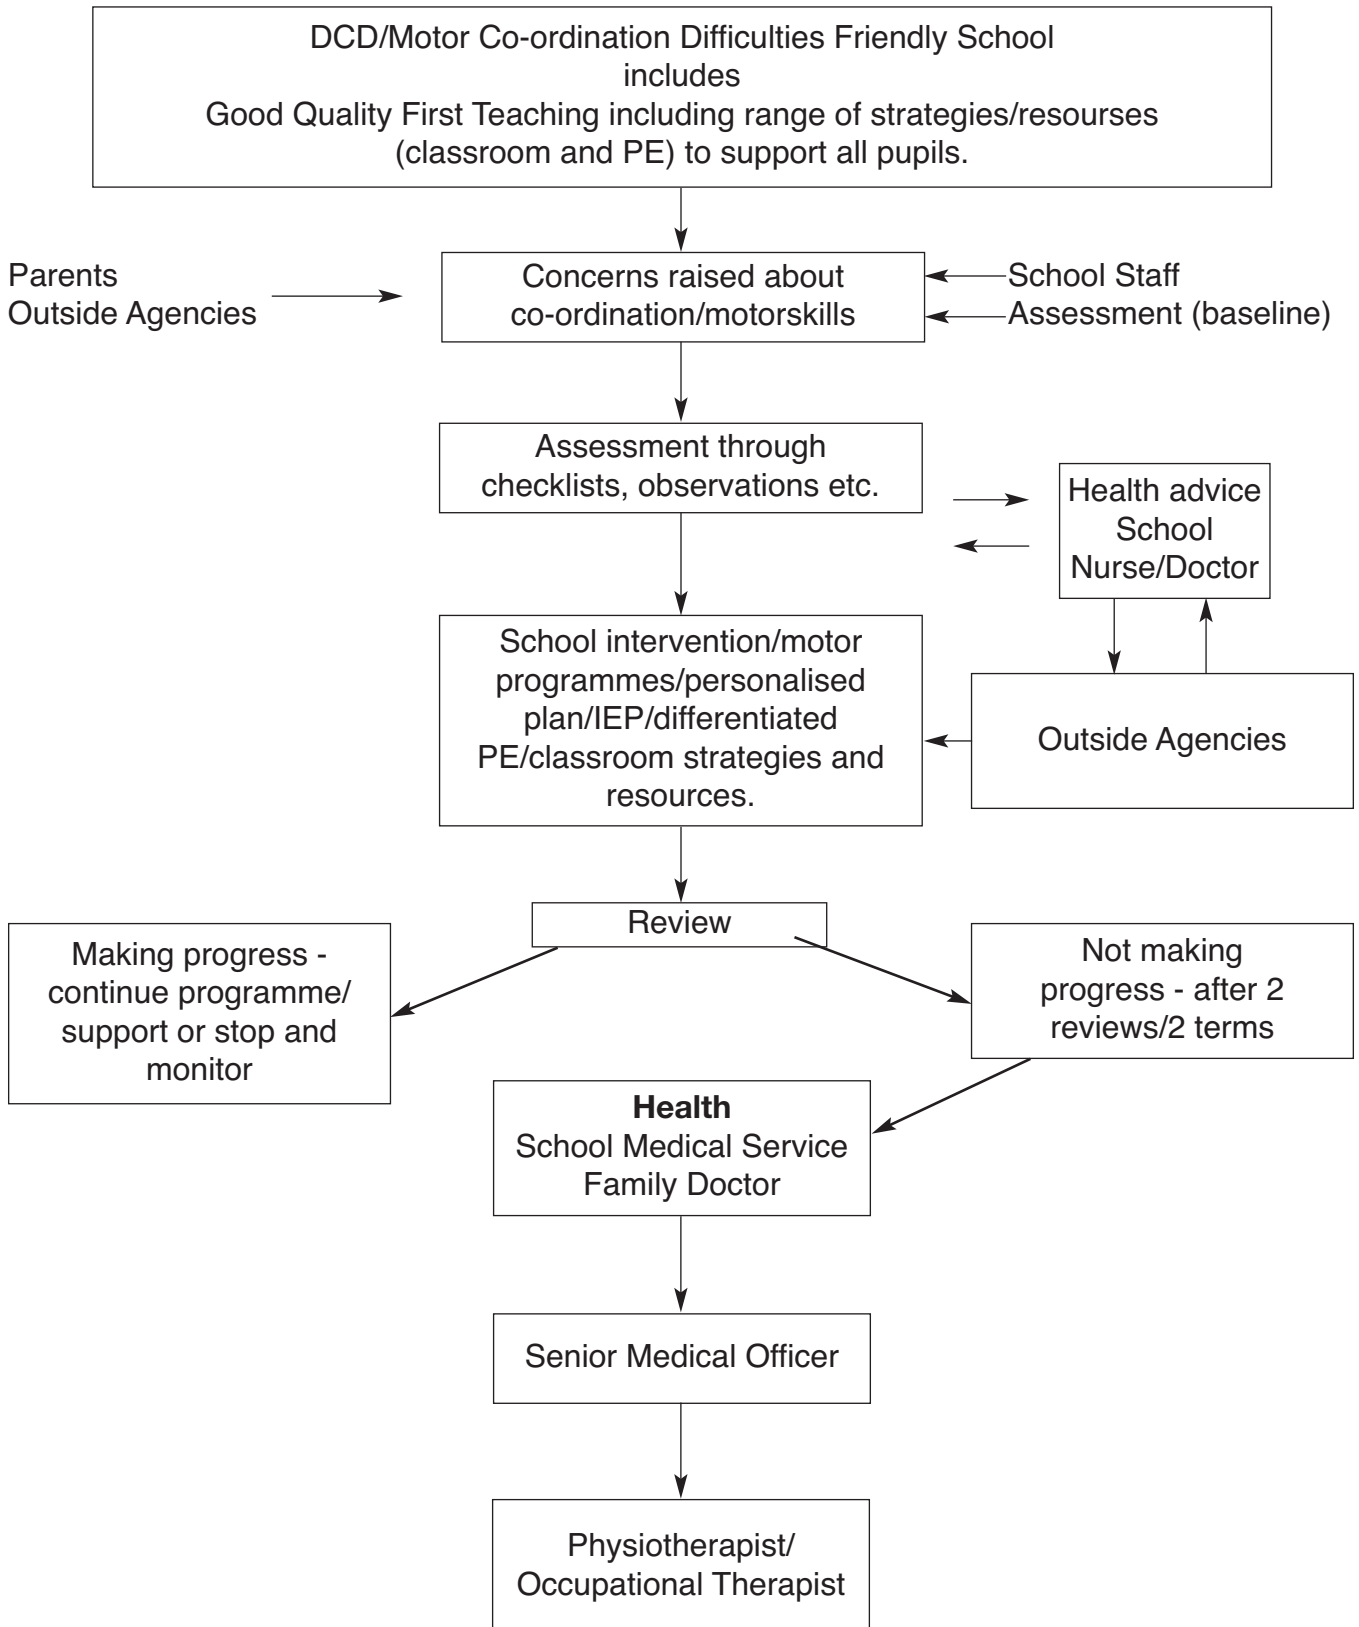 DCD/Motor Co-ordination Difficulties Friendly School
includes
Good Quality First Teaching including range of strategies/resourses
(classroom and PE) to support all pupils.
Parents
Outside Agencies
Concerns raised about
co-ordination/motorskills
School Staff
Assessment (baseline)
Assessment through
checklists, observations etc.
Health advice
School
Nurse/Doctor
School intervention/motor
programmes/personalised
plan/IEP/differentiated
PE/classroom strategies and
resources.
Outside Agencies
Review
Making progress -
continue programme/
support or stop and
monitor
Not making
progress - after 2
reviews/2 terms
Health
School Medical Service
Family Doctor
Senior Medical Officer
Physiotherapist/
Occupational Therapist